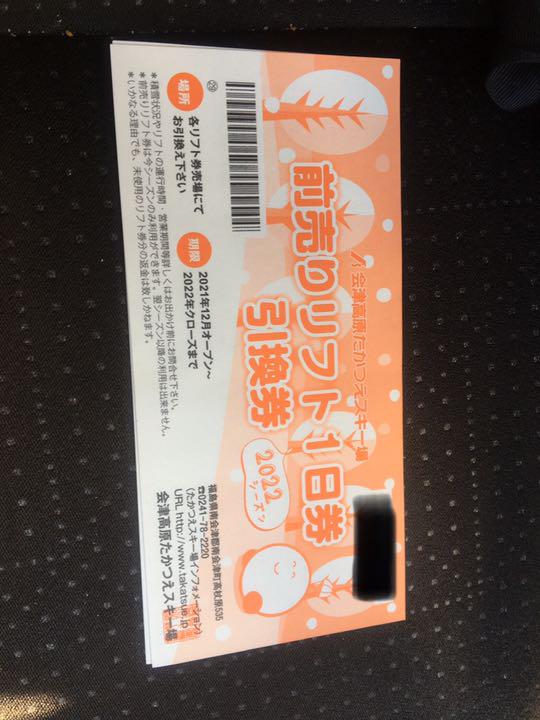 会津高原たかつえスキー場
前売りリフト1日券
引換券
2022
シーズン
㉙
場所
各リフト券売場にて
お引換え下さい
期限
2021年12月オープン～
2022年クローズまで
＊積雪状況やリフトの運行時間・営業期間等詳しくはお出かけ前にお問合せ下さい。
＊前売りリフト券は今シーズンのみ利用ができます。翌シーズン以降の利用は出来ません。
＊いかなる理由でも、未使用のリフト券分の返金は致しかねます。
福島県南会津郡南会津町高杖原535
☎0241-78-2220
(たかつえスキー場インフォメーション)
URL http://www.takatsue.jp
会津高原たかつえスキー場